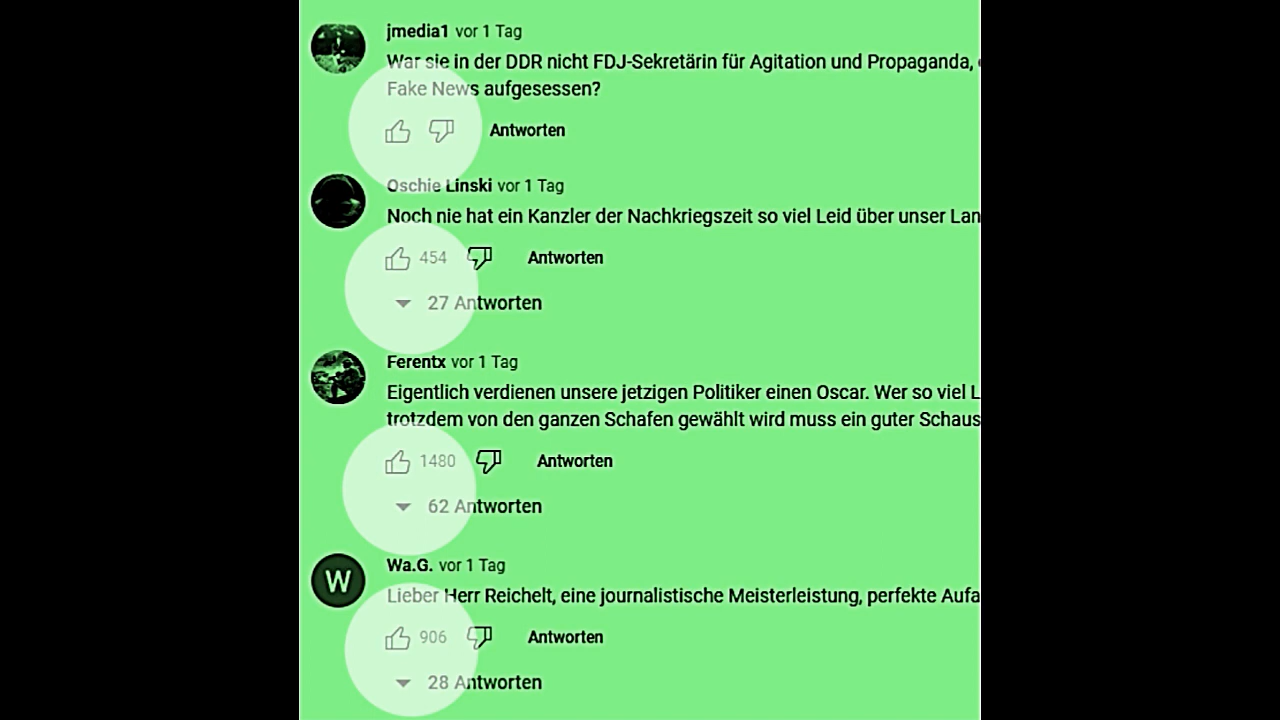 jmedia1 vor 1 Tag
War sie in der DDR nicht FDJ-Sekretärin für Agitation und Propaganda,
Fake News aufgesessen?
Antworten
Oschie Linski vor 1 Tag
Noch nie hat ein Kanzler der Nachkriegszeit so viel Leid über unser Lan
454 Antworten
27 Antworten
Ferentx vor 1 Tag
Eigentlich verdienen unsere jetzigen Politiker einen Oscar. Wer so viel L
trotzdem von den ganzen Schafen gewählt wird muss ein guter Schaus
1480 Antworten
62 Antworten
W
Wa.G. vor 1 Tag
Lieber Herr Reichelt, eine journalistische Meisterleistung, perfekte Aufa
906 Antworten
28 Antworten